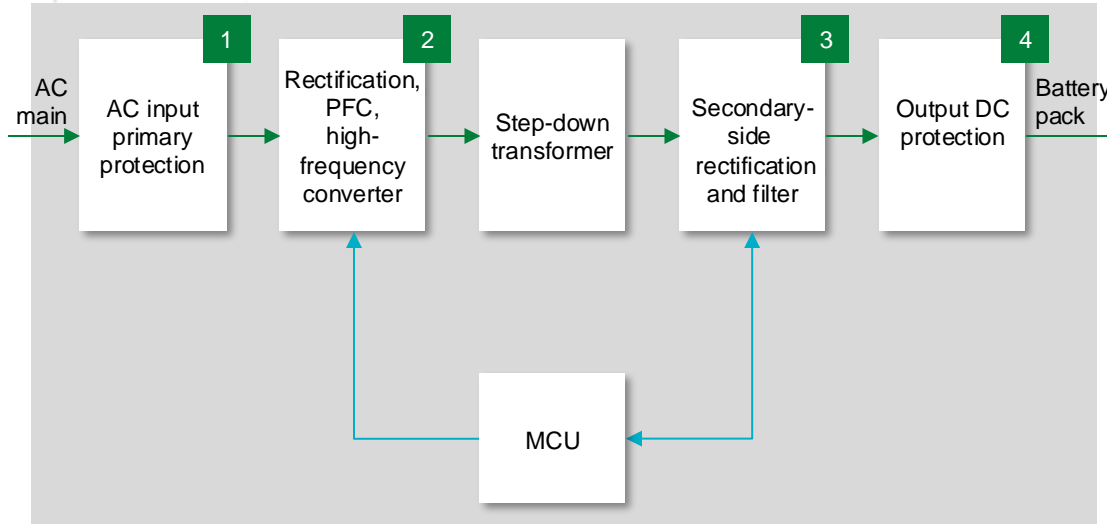 1
2
3
4
AC
main
AC input
primary
protection
Rectification,
PFC,
high-
frequency
converter
Step-down
transformer
Secondary-
side
rectification
and filter
Output DC
protection
Battery
pack
MCU